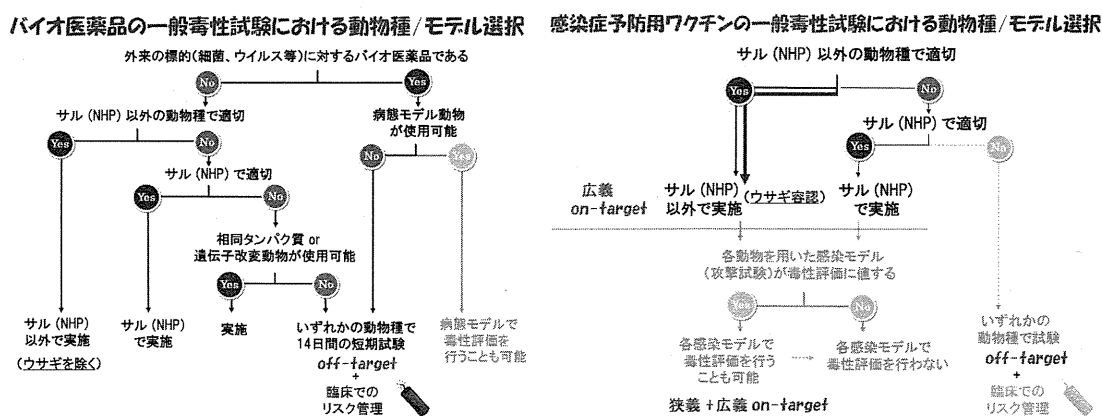 バイオ医薬品の一般毒性試験における動物種/モデル選択
外来の標的(細菌、ウイルス等)に対するバイオ医薬品である
No
Yes
サル (NHP) 以外の動物種で適切
病態モデル動物
が使用可能
Yes
No
No
Yes
サル (NHP) で適切
Yes
No
相同タンパク質 or
遺伝子改変動物が使用可能
Yes
No
サル (NHP)
以外で実施
(ウサギを除く)
サル (NHP)
で実施
実施
いずれかの動物種で
14日間の短期試験
off-target
+
臨床での
リスク管理
病態モデルで
毒性評価を
行うことも可能
感染症予防用ワクチンの一般毒性試験における動物種/モデル選択
サル (NHP) 以外の動物種で適切
Yes
No
サル (NHP) で適切
Yes
No
広義
on-target
サル (NHP)
以外で実施
(ウサギ容認)
サル (NHP)
で実施
各動物を用いた感染モデル
(攻撃試験)が毒性評価に値する
Yes
No
各感染モデルで
毒性評価を行う
ことも可能
各感染モデルで
毒性評価を行わない
いずれかの
動物種で試験
off-target
+
臨床での
リスク管理
狭義 + 広義 on-target